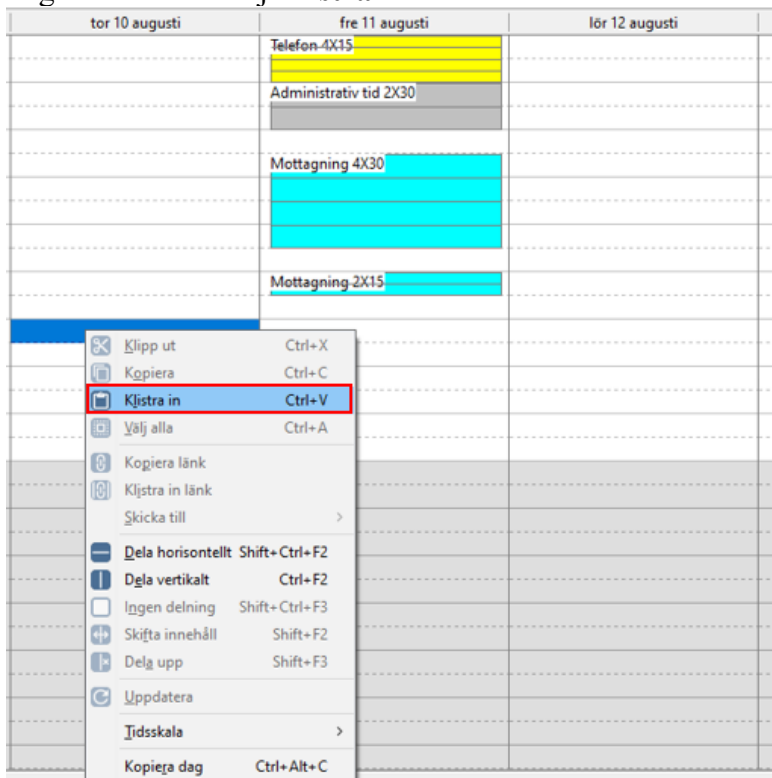 tor 10 augusti fre 11 augusti lör 12 augusti
Telefon 4X15
Administrativ tid 2X30
Mottagning 4X30
Mottagning 2X15
Klipp ut Ctrl+X
Kopiera Ctrl+C
Klistra in Ctrl+V
Välj alla Ctrl+A
Kopiera länk
Klistra in länk
Skicka till
Dela horisontellt Shift+Ctrl+F2
Dela vertikalt Ctrl+F2
Ingen delning Shift+Ctrl+F3
Skifta innehåll Shift+F2
Dela upp Shift+F3
Uppdatera
Tidsskala
Kopiera dag Ctrl+Alt+C